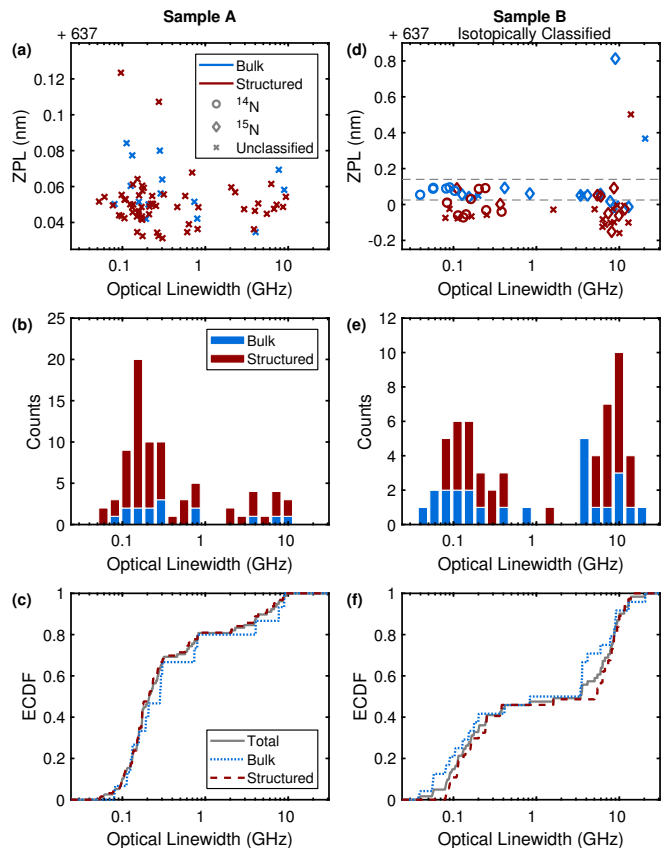 Sample A
Sample B
(a)
+ 637
ZPL (nm)
0.12
0.1
0.08
0.06
0.04
Bulk
Structured
¹⁴N
¹⁵N
Unclassified
0.1
1
10
Optical Linewidth (GHz)
(d)
+ 637
Isotopically Classified
ZPL (nm)
0.8
0.6
0.4
0.2
0
-0.2
0.1
1
10
Optical Linewidth (GHz)
(b)
Counts
25
20
15
10
5
0
Bulk
Structured
0.1
1
10
Optical Linewidth (GHz)
(e)
Counts
12
10
8
6
4
2
0
0.1
1
10
Optical Linewidth (GHz)
(c)
ECDF
1
0.8
0.6
0.4
0.2
0
Total
Bulk
Structured
0.1
1
10
Optical Linewidth (GHz)
(f)
ECDF
1
0.8
0.6
0.4
0.2
0
0.1
1
10
Optical Linewidth (GHz)